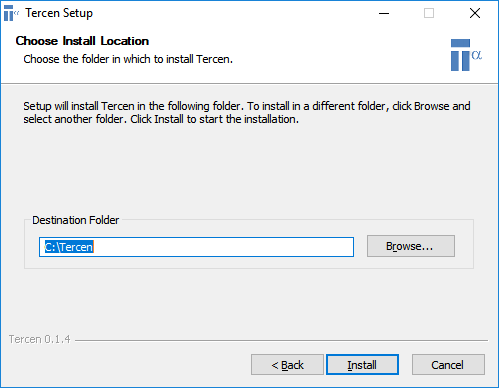 Tercen Setup
Choose Install Location
Choose the folder in which to install Tercen.
α
Setup will install Tercen in the following folder. To install in a different folder, click Browse and
select another folder. Click Install to start the installation.
Destination Folder
C:\Tercen
Browse...
Tercen 0.1.4
< Back
Install
Cancel